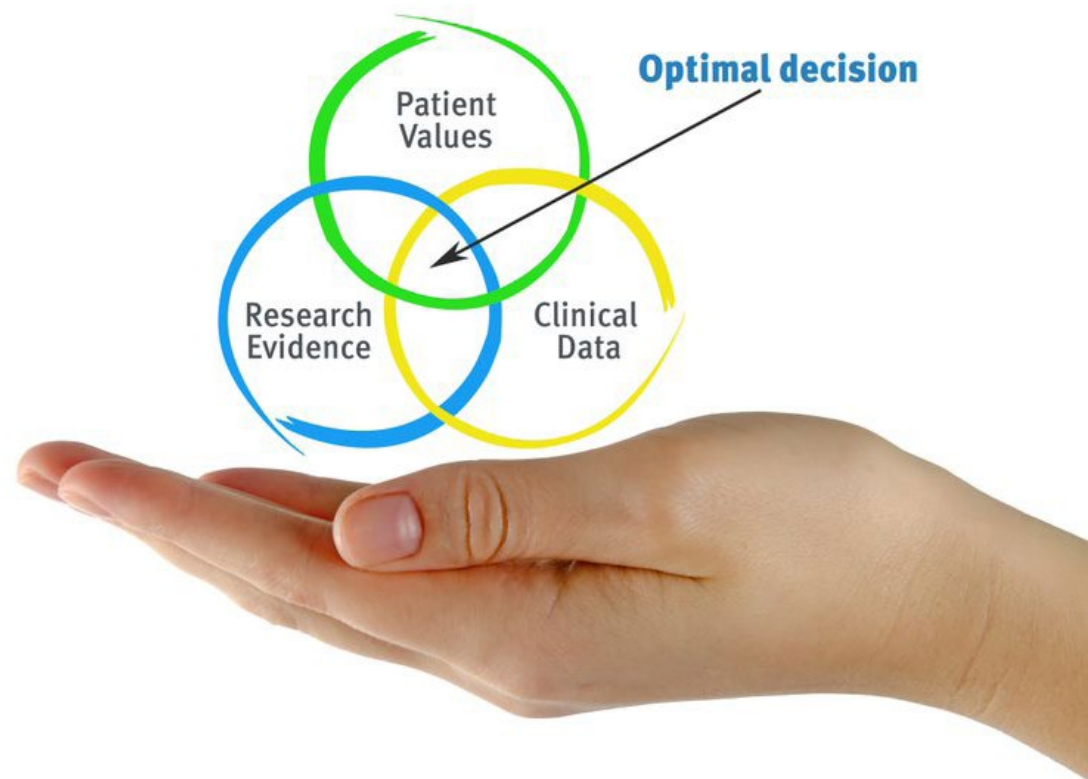 Optimal decision
Patient
Values
Research
Evidence
Clinical
Data